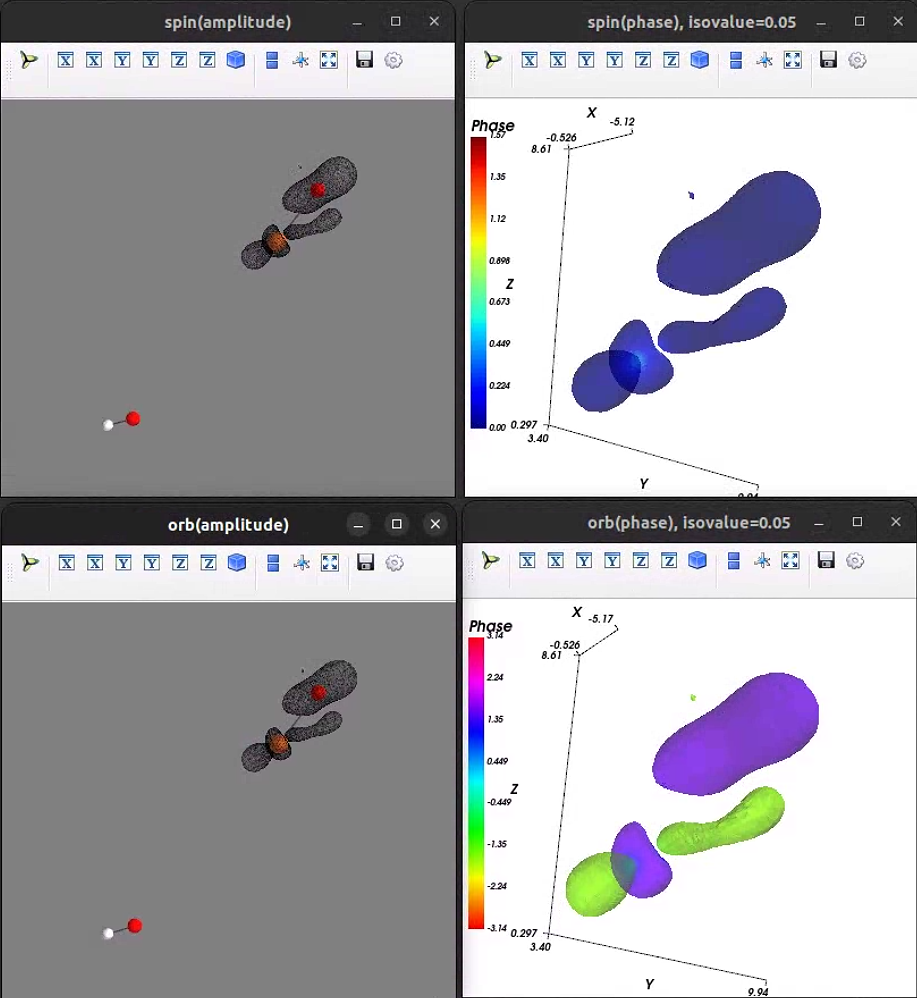 spin(amplitude)
X X Y Y Z Z
spin(phase), isovalue=0.05
X X Y Y Z Z
Phase
1.57
1.35
1.12
0.898
0.673
0.449
0.224
0.00
X
-5.12
-0.526
8.61
Z
0.297
3.40
Y
orb(amplitude)
X X Y Y Z Z
orb(phase), isovalue=0.05
X X Y Y Z Z
Phase
3.14
2.24
1.35
0.449
-0.449
-1.35
-2.24
-3.14
X
-5.17
-0.526
8.61
Z
0.297
3.40
Y
9.94